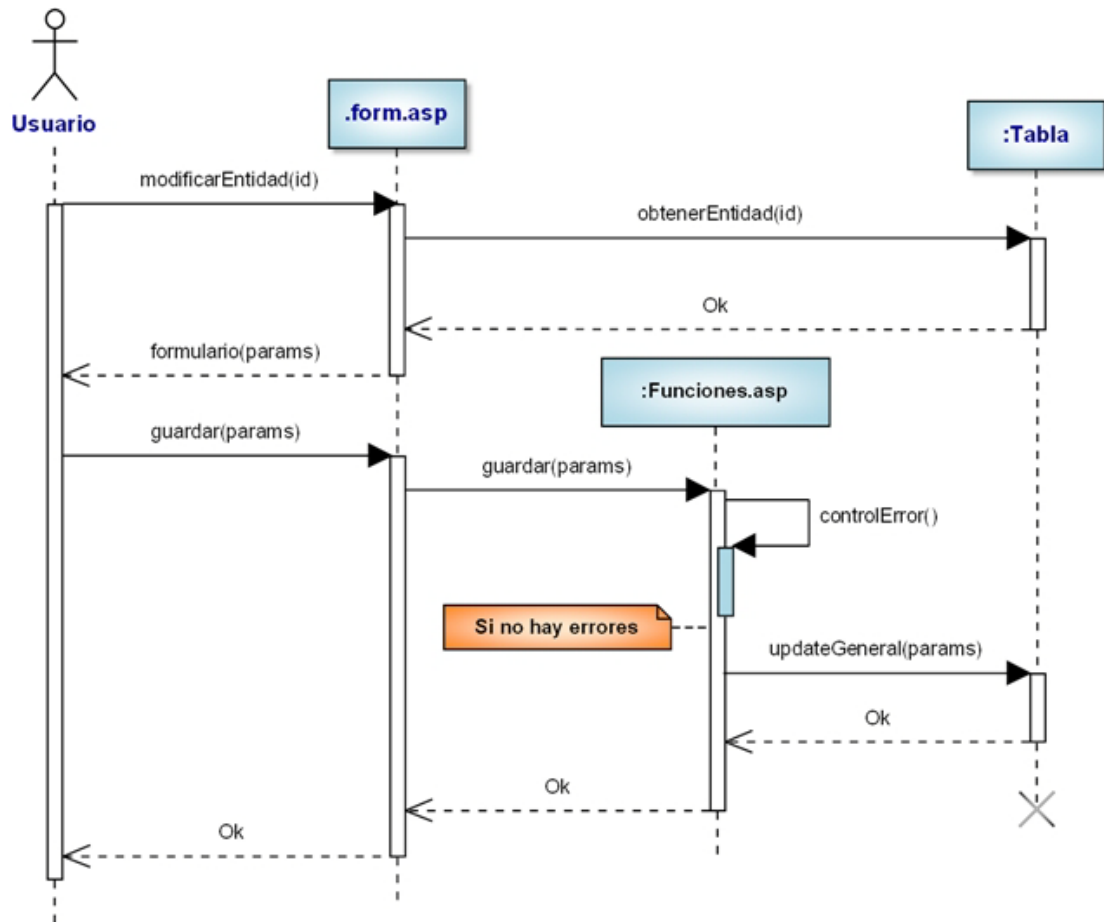 .form.asp
:Tabla
Usuario
modificarEntidad(id)
obtenerEntidad(id)
Ok
formulario(params)
:Funciones.asp
guardar(params)
guardar(params)
controlError()
Si no hay errores
updateGeneral(params)
Ok
Ok
Ok